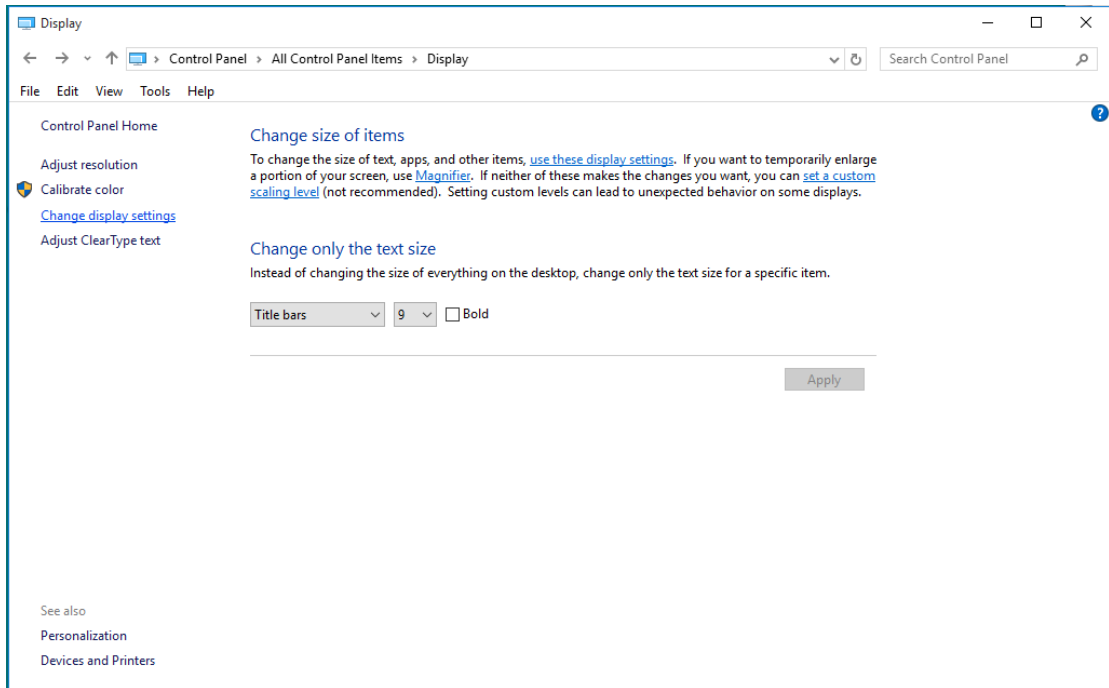 Display
Control Panel > All Control Panel Items > Display
Search Control Panel
File Edit View Tools Help
Control Panel Home
Adjust resolution
Calibrate color
Change display settings
Adjust ClearType text
Change size of items
To change the size of text, apps, and other items, use these display settings. If you want to temporarily enlarge
a portion of your screen, use Magnifier. If neither of these makes the changes you want, you can set a custom
scaling level (not recommended). Setting custom levels can lead to unexpected behavior on some displays.
Change only the text size
Instead of changing the size of everything on the desktop, change only the text size for a specific item.
Title bars 9 Bold
Apply
See also
Personalization
Devices and Printers